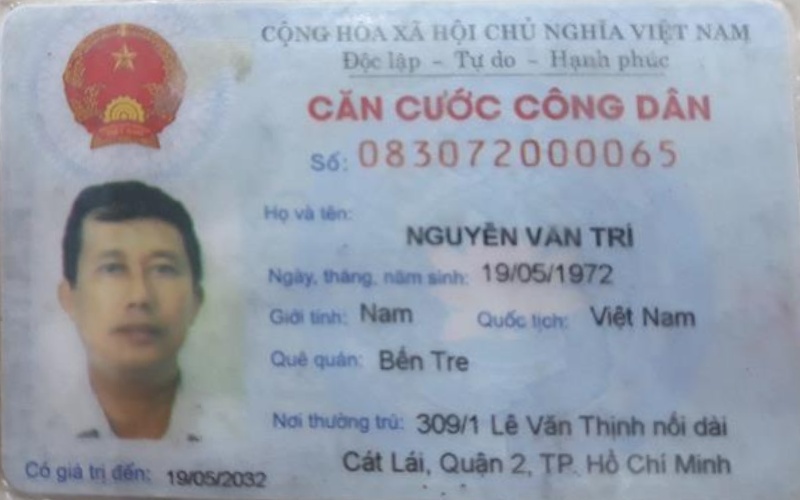 CỘNG HÒA XÃ HỘI CHỦ NGHĨA VIỆT NAM
Độc lập - Tự do - Hạnh phúc
CĂN CƯỚC CÔNG DÂN
Số: 083072000065
Họ và tên:
NGUYỄN VĂN TRÍ
Ngày, tháng, năm sinh: 19/05/1972
Giới tính: Nam Quốc tịch: Việt Nam
Quê quán: Bến Tre
Nơi thường trú: 309/1 Lê Văn Thịnh nối dài
Cát Lái, Quận 2, TP. Hồ Chí Minh
Có giá trị đến: 19/05/2032